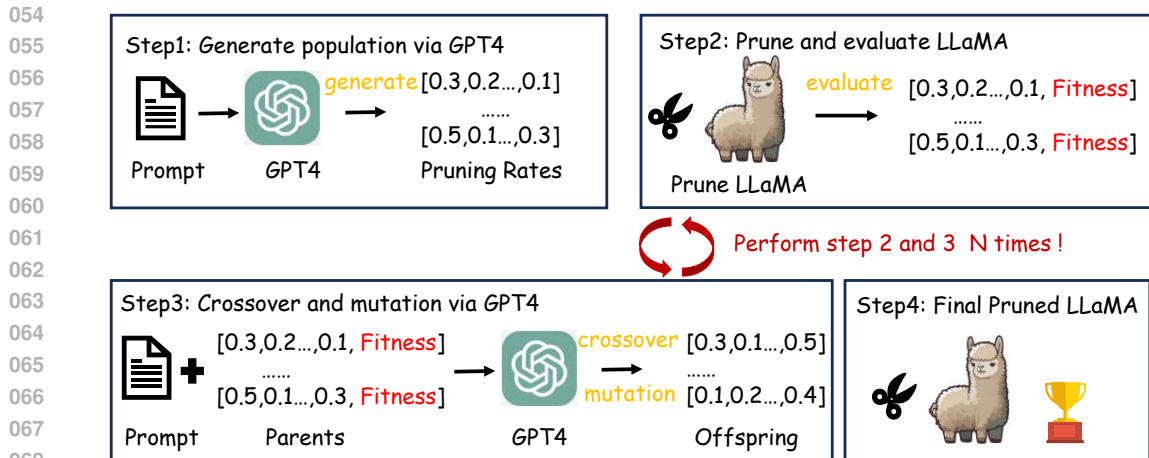 054
055
056
057
058
059
060
061
062
063
064
065
066
067
068
Step1: Generate population via GPT4
generate [0.3,0.2…,0.1]
……
[0.5,0.1…,0.3]
Prompt GPT4 Pruning Rates
Step2: Prune and evaluate LLaMA
evaluate [0.3,0.2…,0.1, Fitness]
……
[0.5,0.1…,0.3, Fitness]
Prune LLaMA
Perform step 2 and 3 N times !
Step3: Crossover and mutation via GPT4
[0.3,0.2…,0.1, Fitness] crossover [0.3,0.1…,0.5]
…… ……
[0.5,0.1…,0.3, Fitness] mutation [0.1,0.2…,0.4]
Prompt Parents GPT4 Offspring
Step4: Final Pruned LLaMA